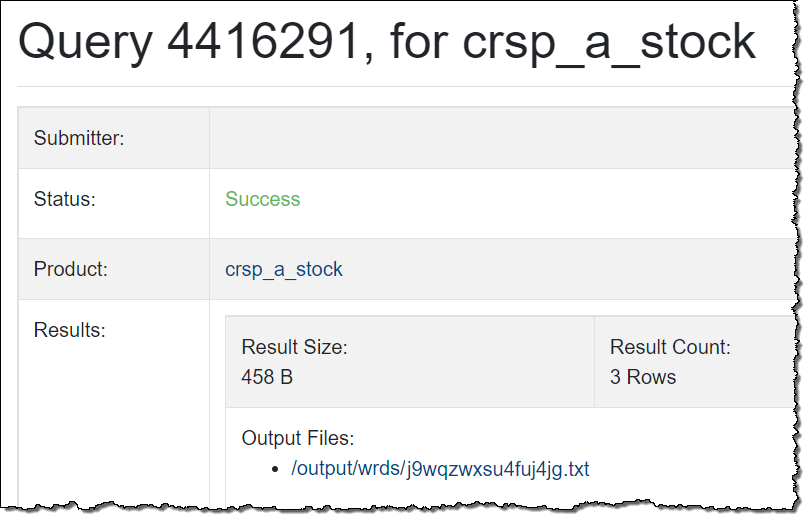 Query 4416291, for crsp_a_stock
Submitter:
Status: Success
Product: crsp_a_stock
Results:
Result Size: Result Count:
458 B 3 Rows
Output Files:
• /output/wrds/j9wqzwxsu4fuj4jg.txt